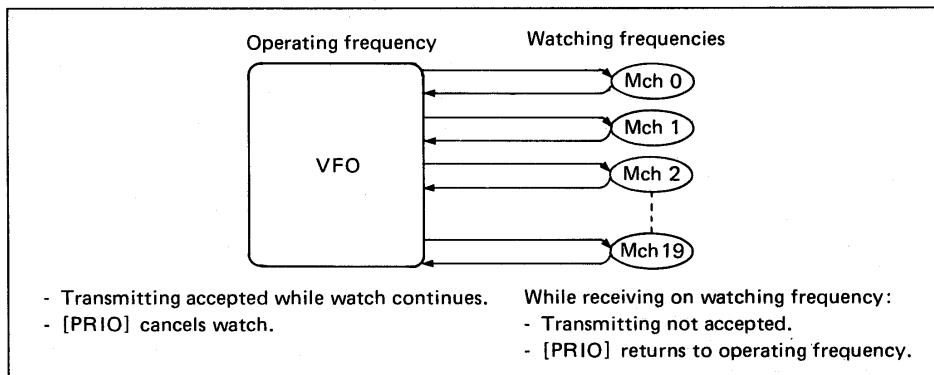 Operating frequency
Watching frequencies
VFO
Mch 0
Mch 1
Mch 2
Mch 19
- Transmitting accepted while watch continues.
- [PRIO] cancels watch.
While receiving on watching frequency:
- Transmitting not accepted.
- [PRIO] returns to operating frequency.